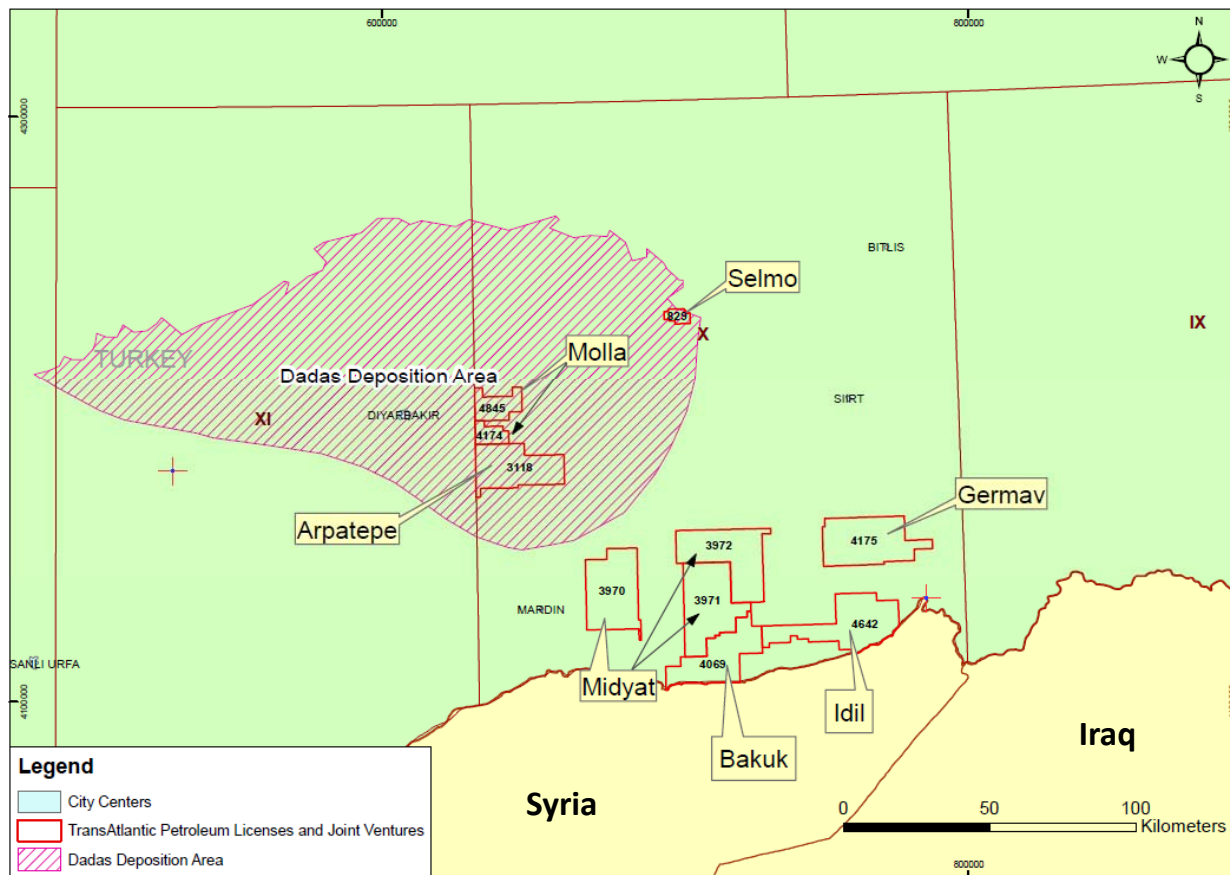 600000
800000
N
W
E
S
4300000
BITLIS
Selmo
829
X
IX
Molla
TURKEY
Dadas Deposition Area
4845
SIIRT
XI
DIYARBAKIR
4174
3118
Germav
Arpatepe
3972
4175
3970
3971
MARDIN
4642
SANLI URFA
4069
Midyat
Idil
4100000
Bakuk
Iraq
Syria
Legend
City Centers
TransAtlantic Petroleum Licenses and Joint Ventures
Dadas Deposition Area
0 50 100
Kilometers
800000